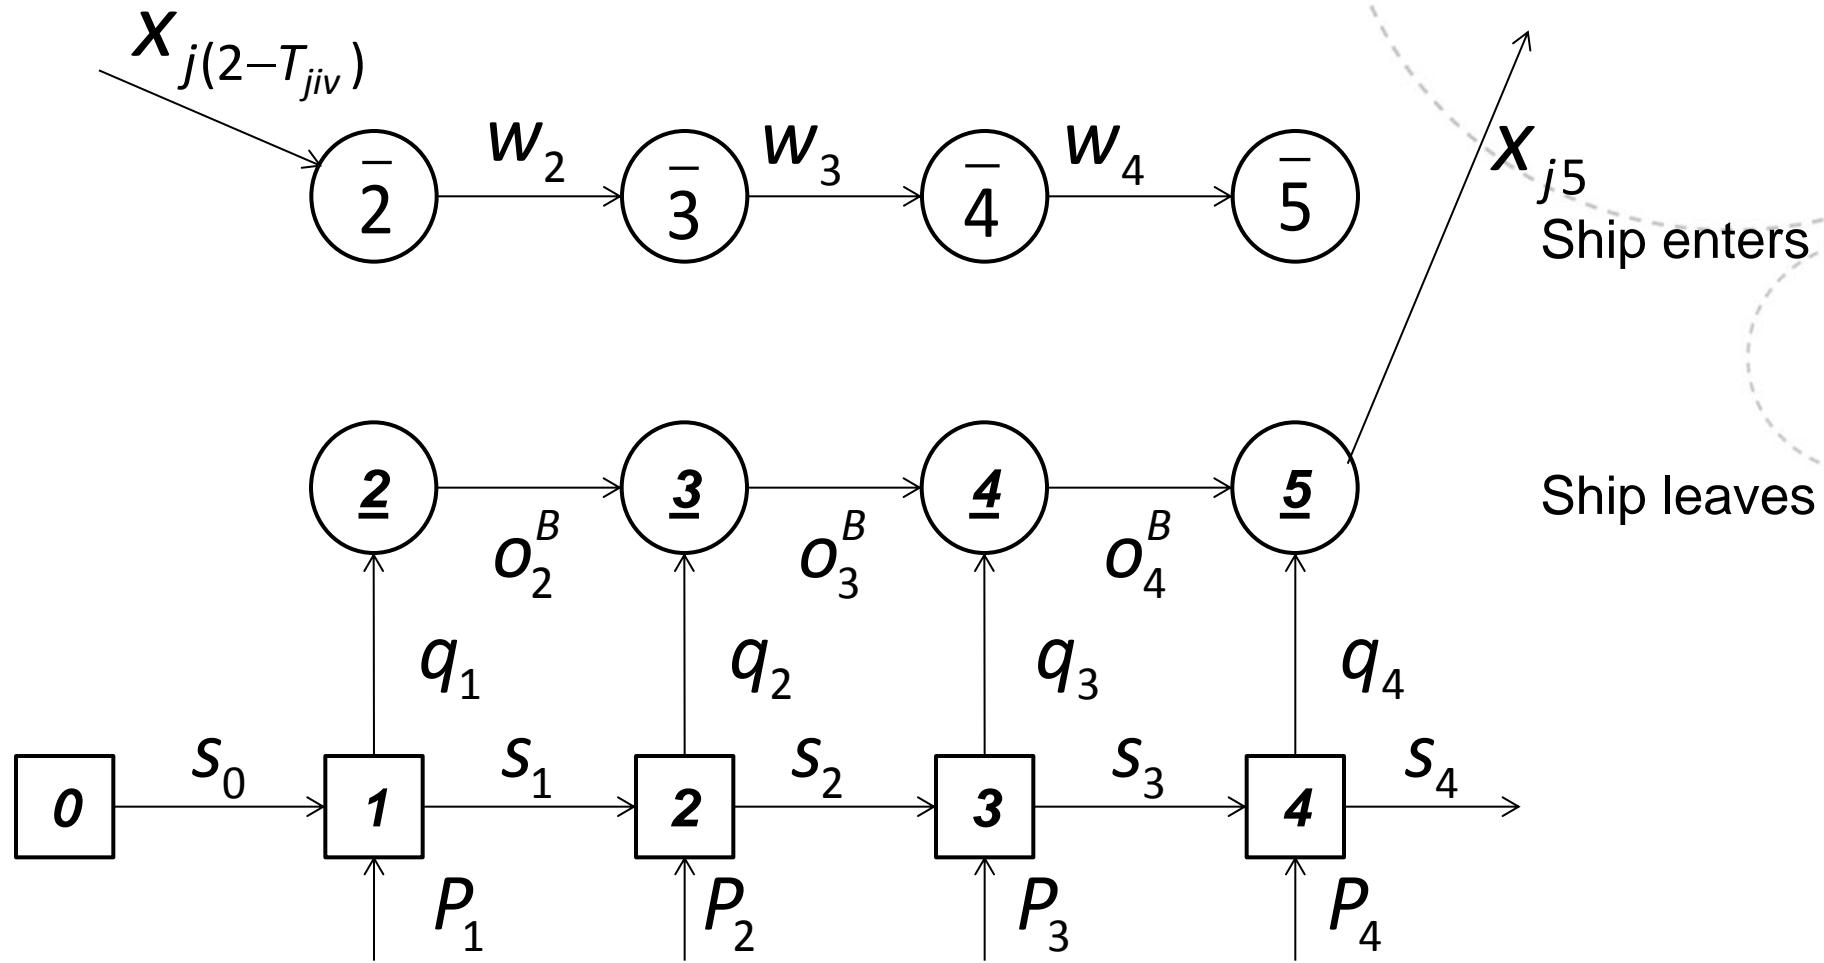 x_{j(2−T_{jiv})}
w_2 w_3 w_4
2̄ 3̄ 4̄ 5̄
x_{j5}
Ship enters
2̲ 3̲ 4̲ 5̲
Ship leaves
o_2^B o_3^B o_4^B
q_1 q_2 q_3 q_4
s_0 s_1 s_2 s_3 s_4
0 1 2 3 4
P_1 P_2 P_3 P_4